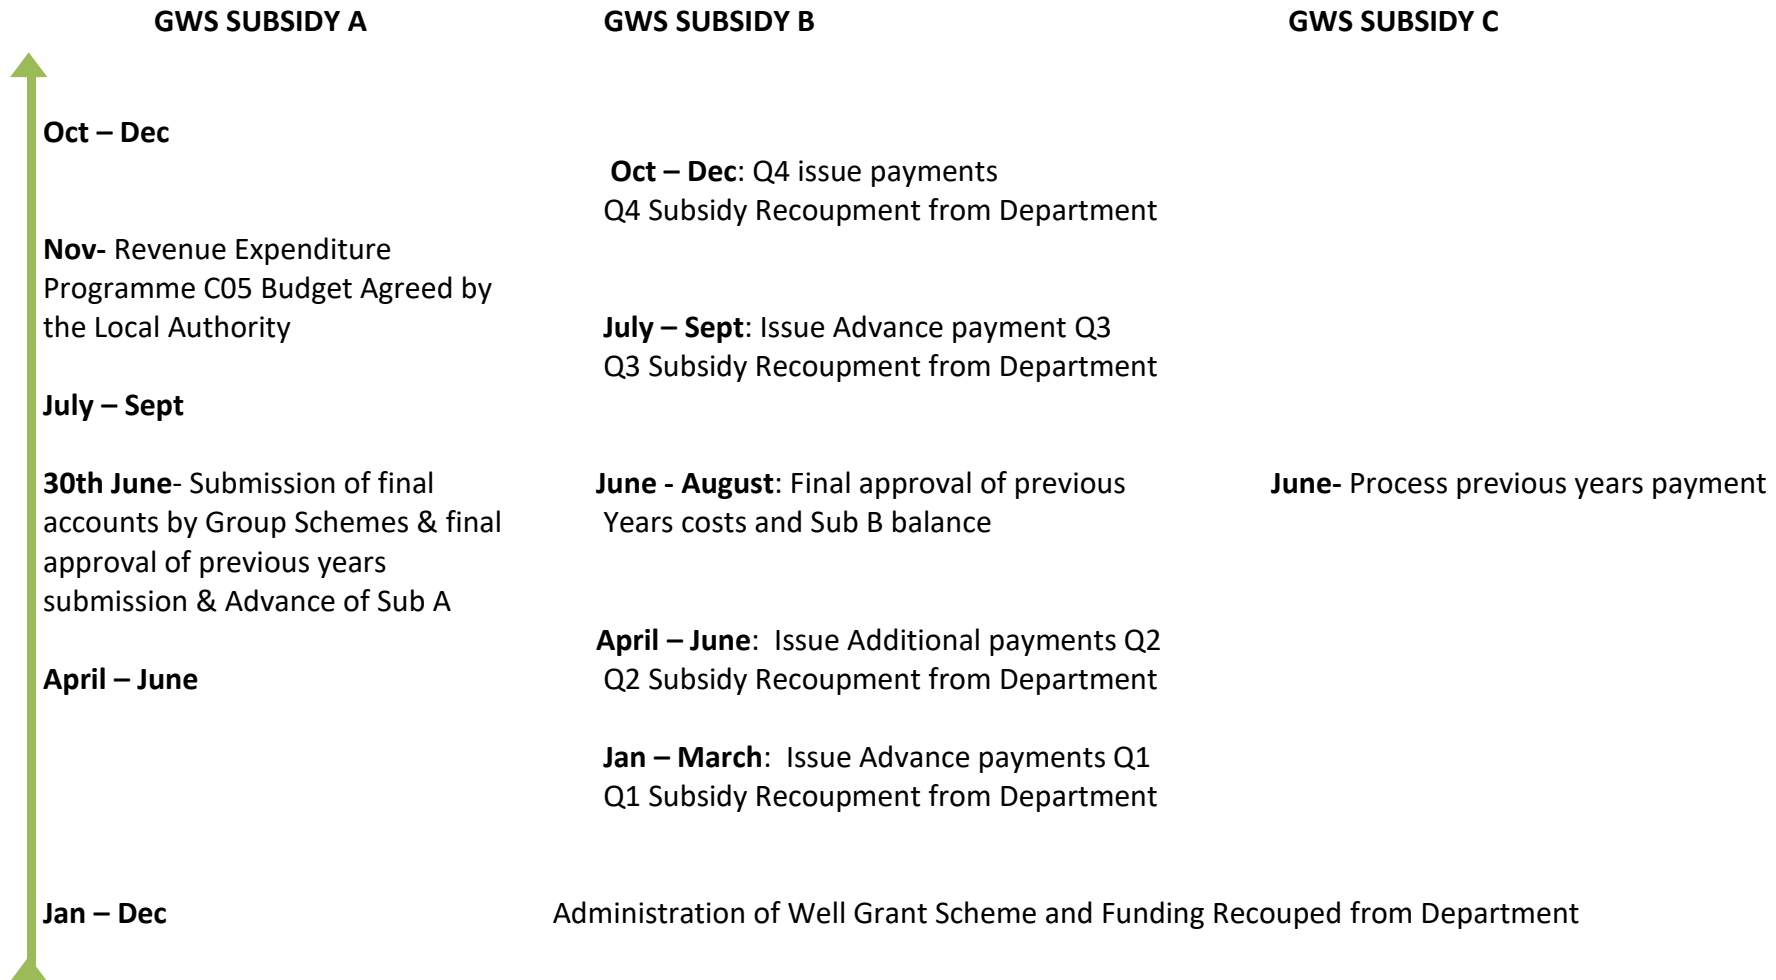 GWS SUBSIDY A
GWS SUBSIDY B
GWS SUBSIDY C
Oct – Dec
Oct – Dec: Q4 issue payments
Q4 Subsidy Recoupment from Department
Nov- Revenue Expenditure
Programme C05 Budget Agreed by
the Local Authority
July – Sept: Issue Advance payment Q3
Q3 Subsidy Recoupment from Department
July – Sept
30th June- Submission of final
accounts by Group Schemes & final
approval of previous years
submission & Advance of Sub A
June - August: Final approval of previous
Years costs and Sub B balance
June- Process previous years payment
April – June: Issue Additional payments Q2
Q2 Subsidy Recoupment from Department
April – June
Jan – March: Issue Advance payments Q1
Q1 Subsidy Recoupment from Department
Jan – Dec
Administration of Well Grant Scheme and Funding Recouped from Department